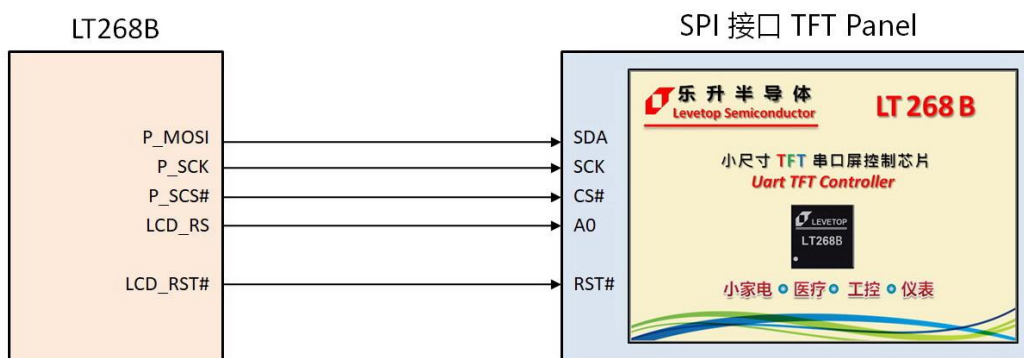 LT268B
SPI 接口 TFT Panel
P_MOSI
P_SCK
P_SCS#
LCD_RS
LCD_RST#
SDA
SCK
CS#
A0
RST#
乐升半导体
Levetop Semiconductor
LT 268 B
小尺寸 TFT 串口屏控制芯片
Uart TFT Controller
LEVETOP
LT268B
小家电 医疗 工控 仪表